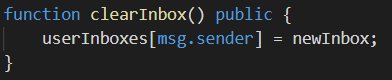 function clearInbox() public {
    userInboxes[msg.sender] = newInbox;
}